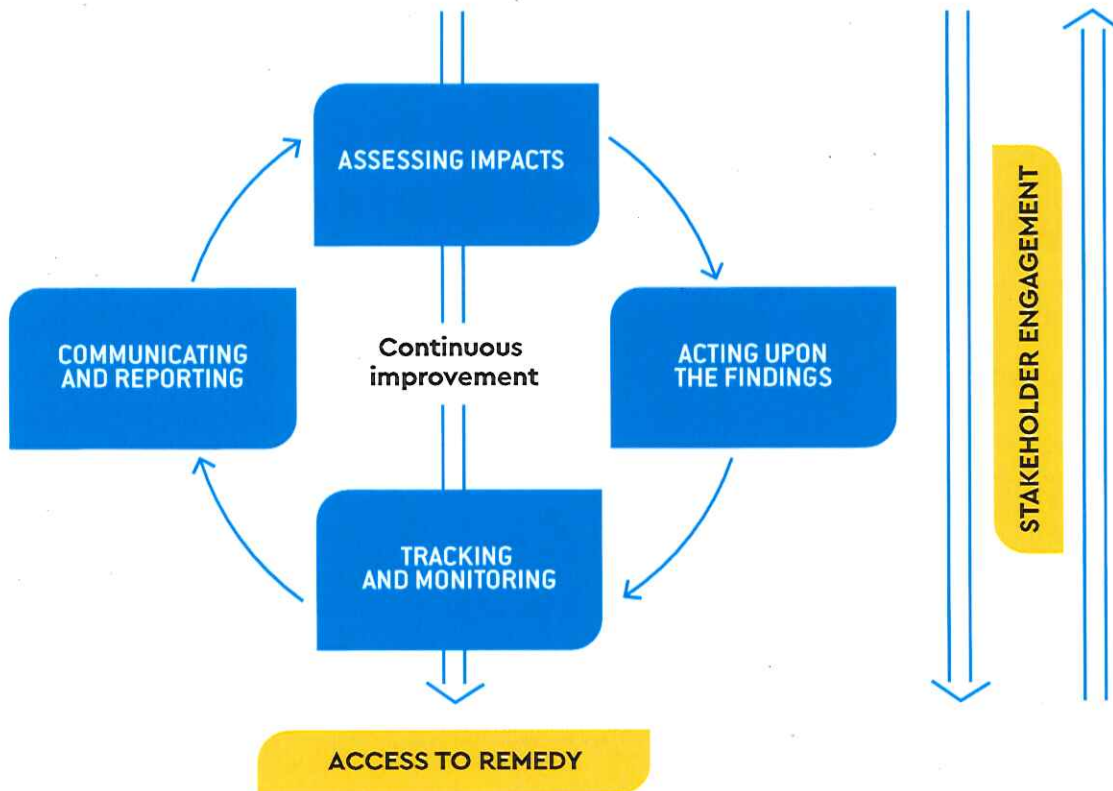 ASSESSING IMPACTS
COMMUNICATING
AND REPORTING
Continuous
improvement
ACTING UPON
THE FINDINGS
TRACKING
AND MONITORING
ACCESS TO REMEDY
STAKEHOLDER ENGAGEMENT